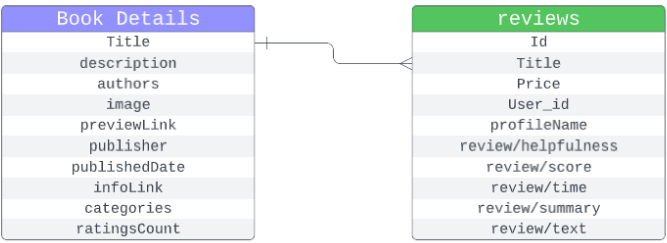 Book Details
Title
description
authors
image
previewLink
publisher
publishedDate
infoLink
categories
ratingsCount
reviews
Id
Title
Price
User_id
profileName
review/helpfulness
review/score
review/time
review/summary
review/text